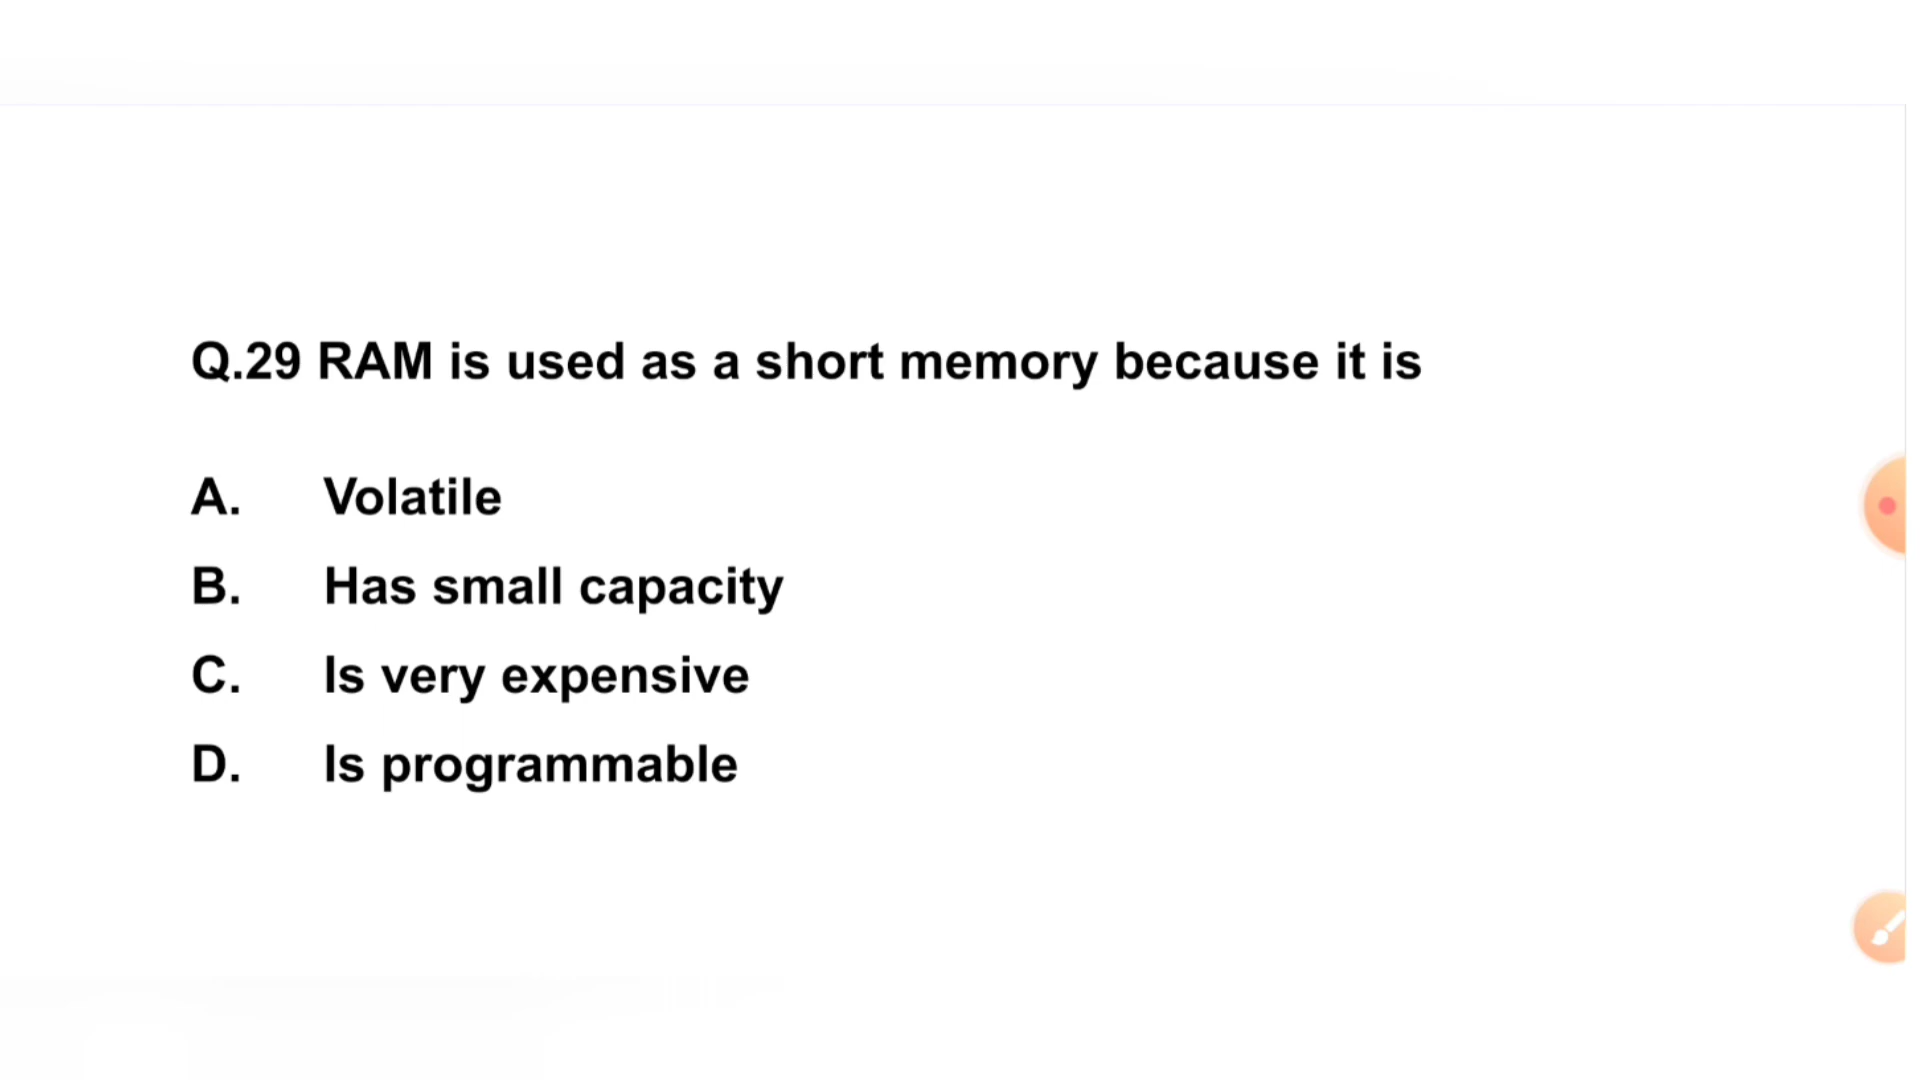 Q.29 RAM is used as a short memory because it is
A. Volatile
B. Has small capacity
C. Is very expensive
D. Is programmable